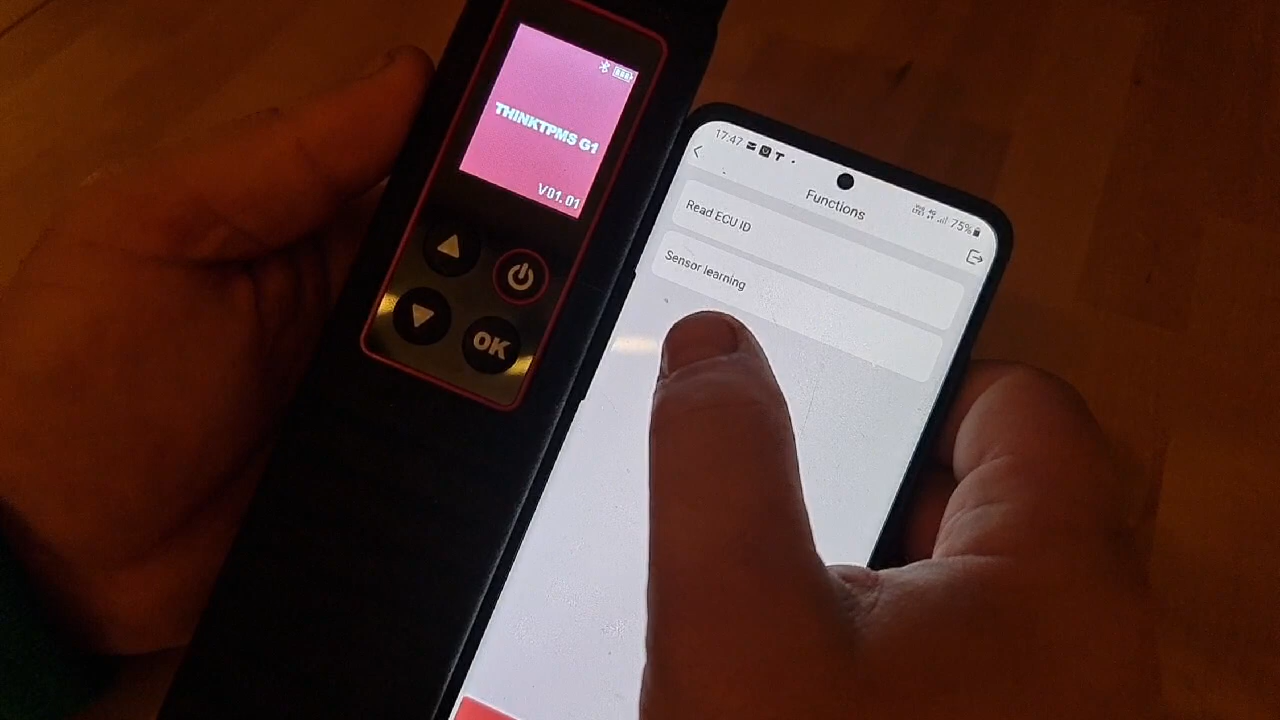 THINKTPMS G1
V01.01
OK
17:47
75%
Functions
Read ECU ID
Sensor learning